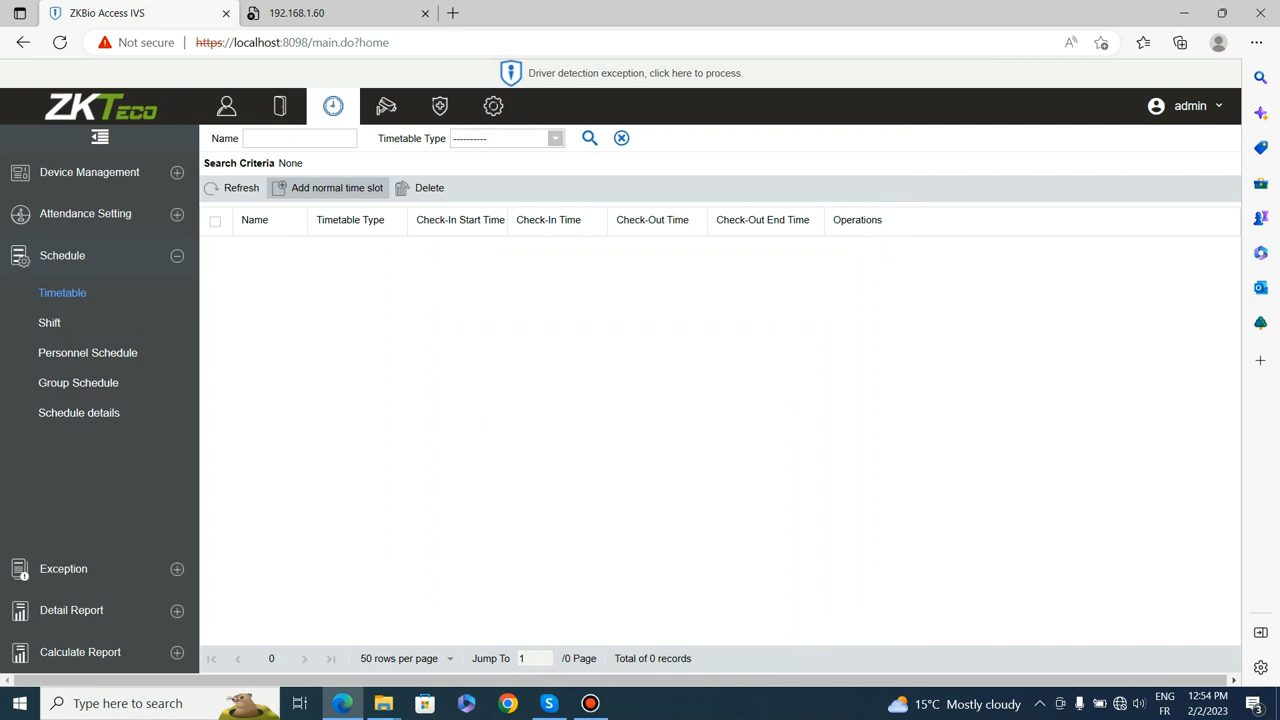 ZKBio Access IVS
192.168.1.60
Not secure https://localhost:8098/main.do?home
Driver detection exception, click here to process.
ZKTeco
admin
Name
Timetable Type ----------
Search Criteria None
Refresh
Add normal time slot
Delete
Name
Timetable Type
Check-In Start Time
Check-In Time
Check-Out Time
Check-Out End Time
Operations
Device Management
Attendance Setting
Schedule
Timetable
Shift
Personnel Schedule
Group Schedule
Schedule details
Exception
Detail Report
Calculate Report
0
50 rows per page
Jump To 1 /0 Page
Total of 0 records
Type here to search
15°C Mostly cloudy
ENG
FR
12:54 PM
2/2/2023
3